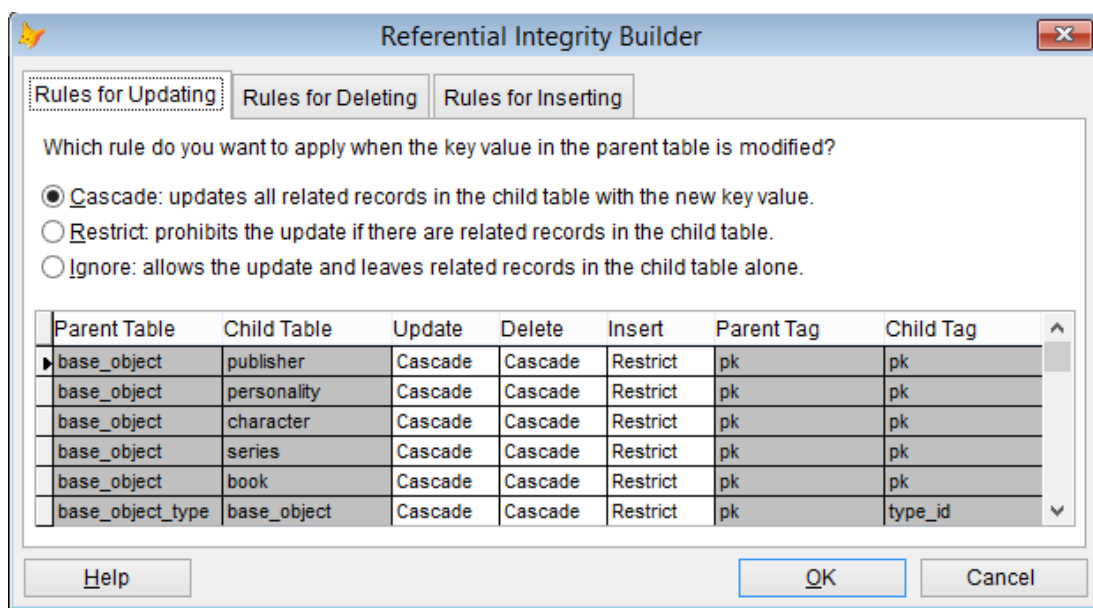 Referential Integrity Builder
Rules for Updating Rules for Deleting Rules for Inserting
Which rule do you want to apply when the key value in the parent table is modified?
Cascade: updates all related records in the child table with the new key value.
Restrict: prohibits the update if there are related records in the child table.
Ignore: allows the update and leaves related records in the child table alone.
Parent Table Child Table Update Delete Insert Parent Tag Child Tag
base_object publisher Cascade Cascade Restrict pk pk
base_object personality Cascade Cascade Restrict pk pk
base_object character Cascade Cascade Restrict pk pk
base_object series Cascade Cascade Restrict pk pk
base_object book Cascade Cascade Restrict pk pk
base_object_type base_object Cascade Cascade Restrict pk type_id
Help OK Cancel